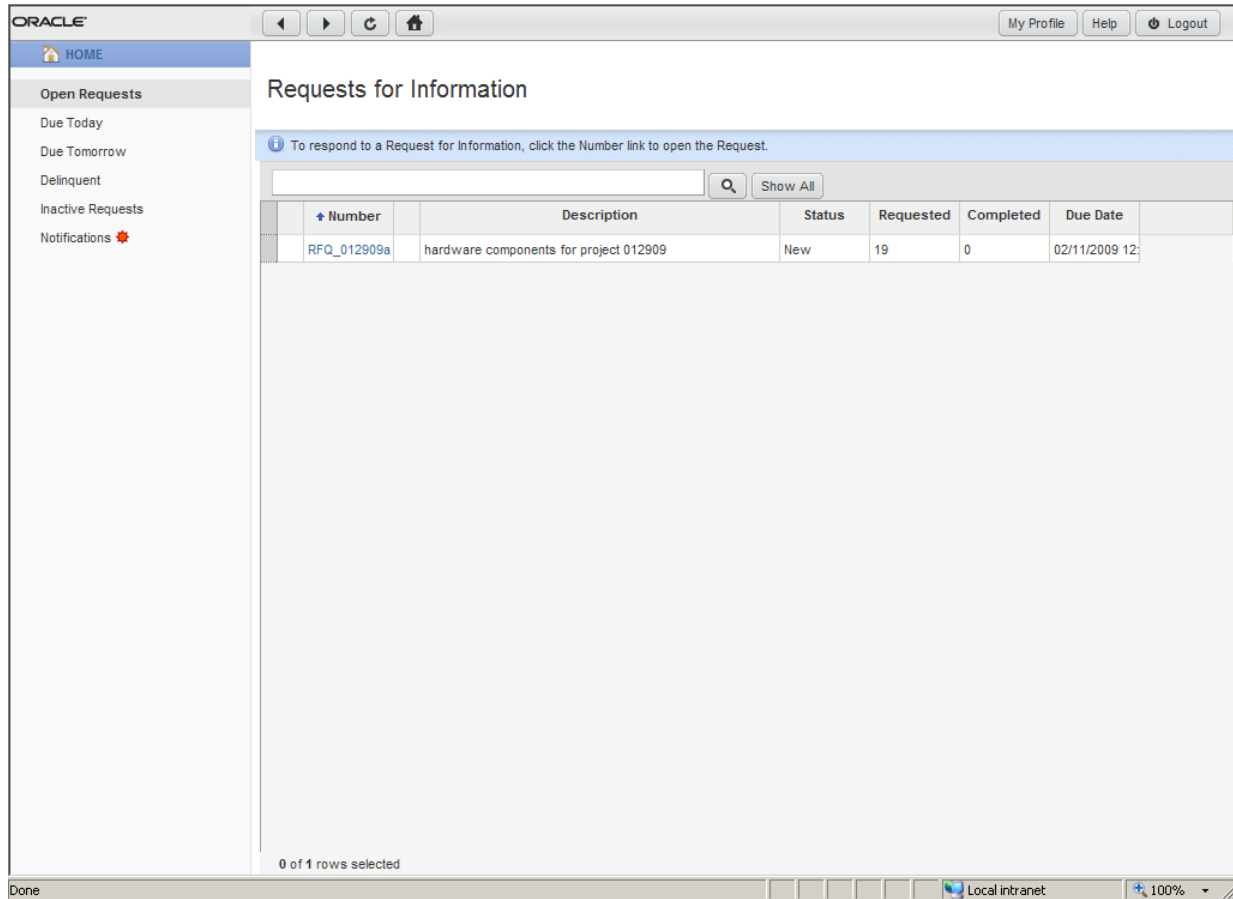 ORACLE
My Profile Help Logout
HOME
Open Requests
Due Today
Due Tomorrow
Delinquent
Inactive Requests
Notifications
Requests for Information
To respond to a Request for Information, click the Number link to open the Request.
Show All
Number Description Status Requested Completed Due Date
RFQ_012909a hardware components for project 012909 New 19 0 02/11/2009 12:
0 of 1 rows selected
Done Local intranet 100%